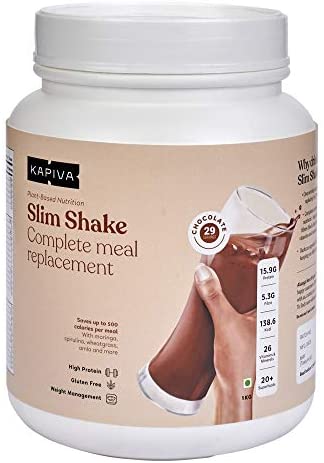 KAPIVA
Plant-Based Nutrition
Slim Shake
Complete meal
replacement
CHOCOLATE
29
Saves up to 500
calories per meal
With moringa,
spirulina, wheatgrass,
amla and more
High Protein
Gluten Free
Weight Management
15.9G
Protein
5.3G
Fibre
138.6
Kcal
26
Vitamins &
Minerals
20+
Superfoods
1KG
Why
Slim Sha